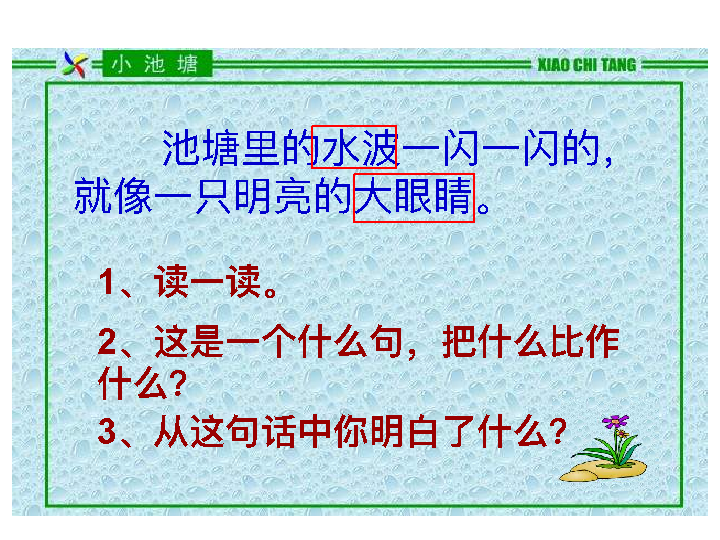 小池塘
XIAO CHI TANG
池塘里的水波一闪一闪的，
就像一只明亮的大眼睛。
1、读一读。
2、这是一个什么句，把什么比作
什么?
3、从这句话中你明白了什么?